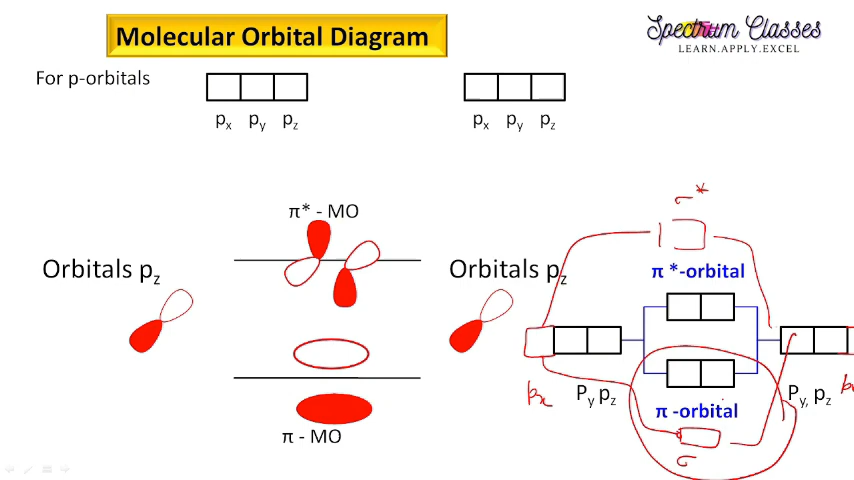 Molecular Orbital Diagram
Spectrum Classes
LEARN.APPLY.EXCEL
For p-orbitals
px py pz
px py pz
π* - MO
σ*
Orbitals pz
Orbitals pz
π *-orbital
px
Py pz
Py, pz
π -orbital
π - MO
σ